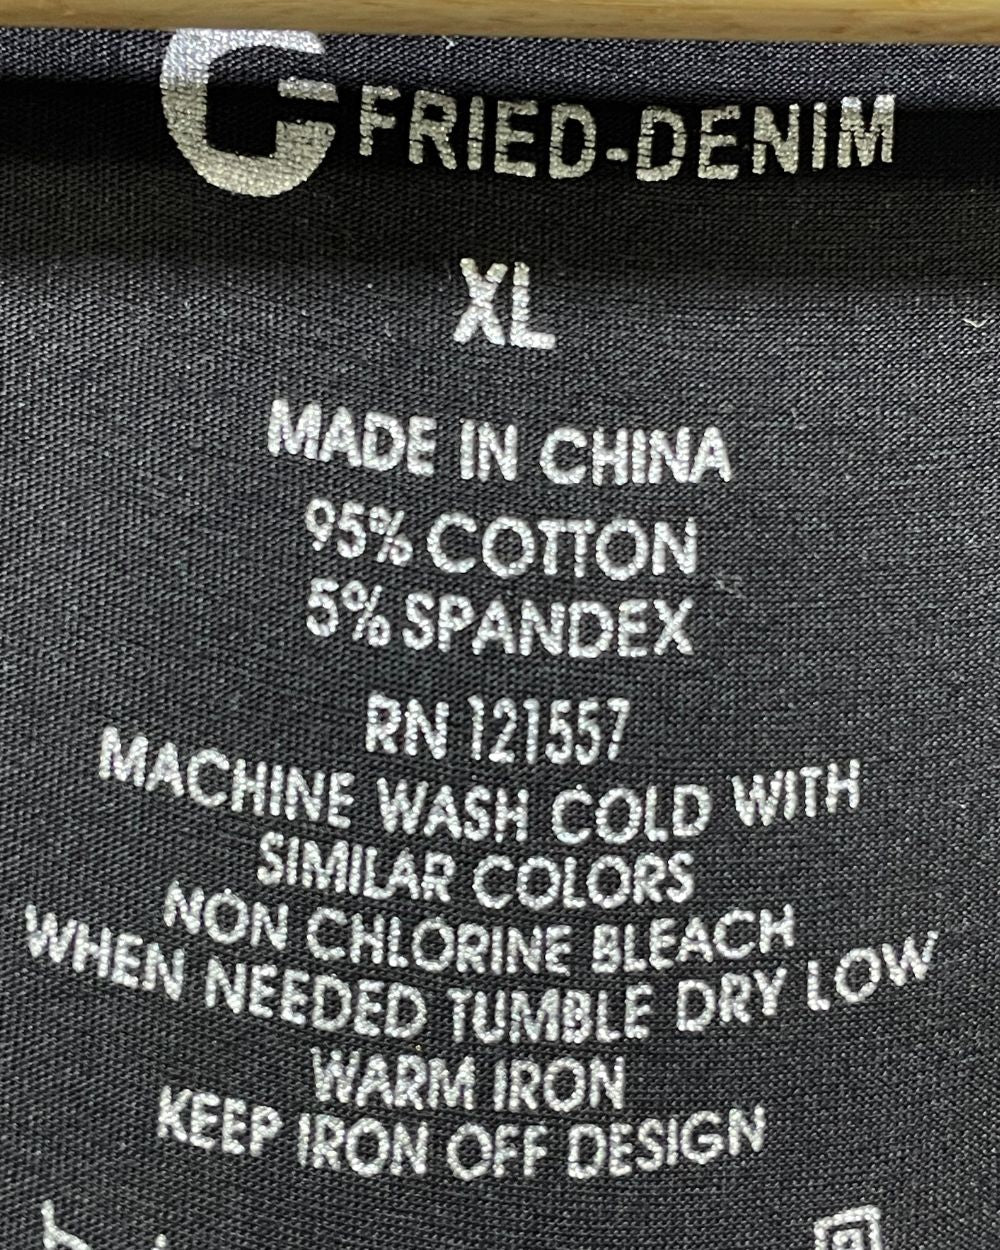 G FRIED-DENIM
XL
MADE IN CHINA
95% COTTON
5% SPANDEX
RN 121557
MACHINE WASH COLD WITH
SIMILAR COLORS
NON CHLORINE BLEACH
WHEN NEEDED TUMBLE DRY LOW
WARM IRON
KEEP IRON OFF DESIGN